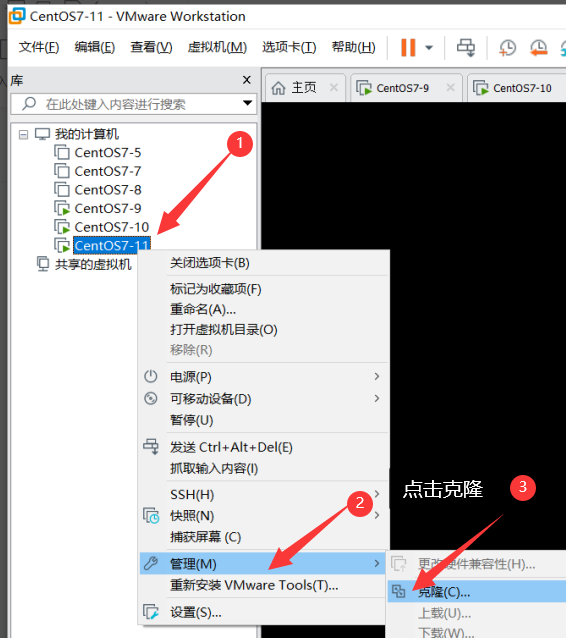 CentOS7-11 - VMware Workstation
文件(F) 编辑(E) 查看(V) 虚拟机(M) 选项卡(T) 帮助(H)
库
主页
CentOS7-9
CentOS7-10
在此处键入内容进行搜索
我的计算机
CentOS7-5
CentOS7-7
CentOS7-8
CentOS7-9
CentOS7-10
CentOS7-11
共享的虚拟机
1
关闭选项卡(B)
标记为收藏项(F)
重命名(A)...
打开虚拟机目录(O)
移除(R)
电源(P)
可移动设备(D)
暂停(U)
发送 Ctrl+Alt+Del(E)
抓取输入内容(I)
SSH(H)
快照(N)
捕获屏幕 (C)
管理(M)
重新安装 VMware Tools(T)...
设置(S)...
2
点击克隆
3
更改硬件兼容性(H)...
克隆(C)...
上载(U)...
下载(W)...